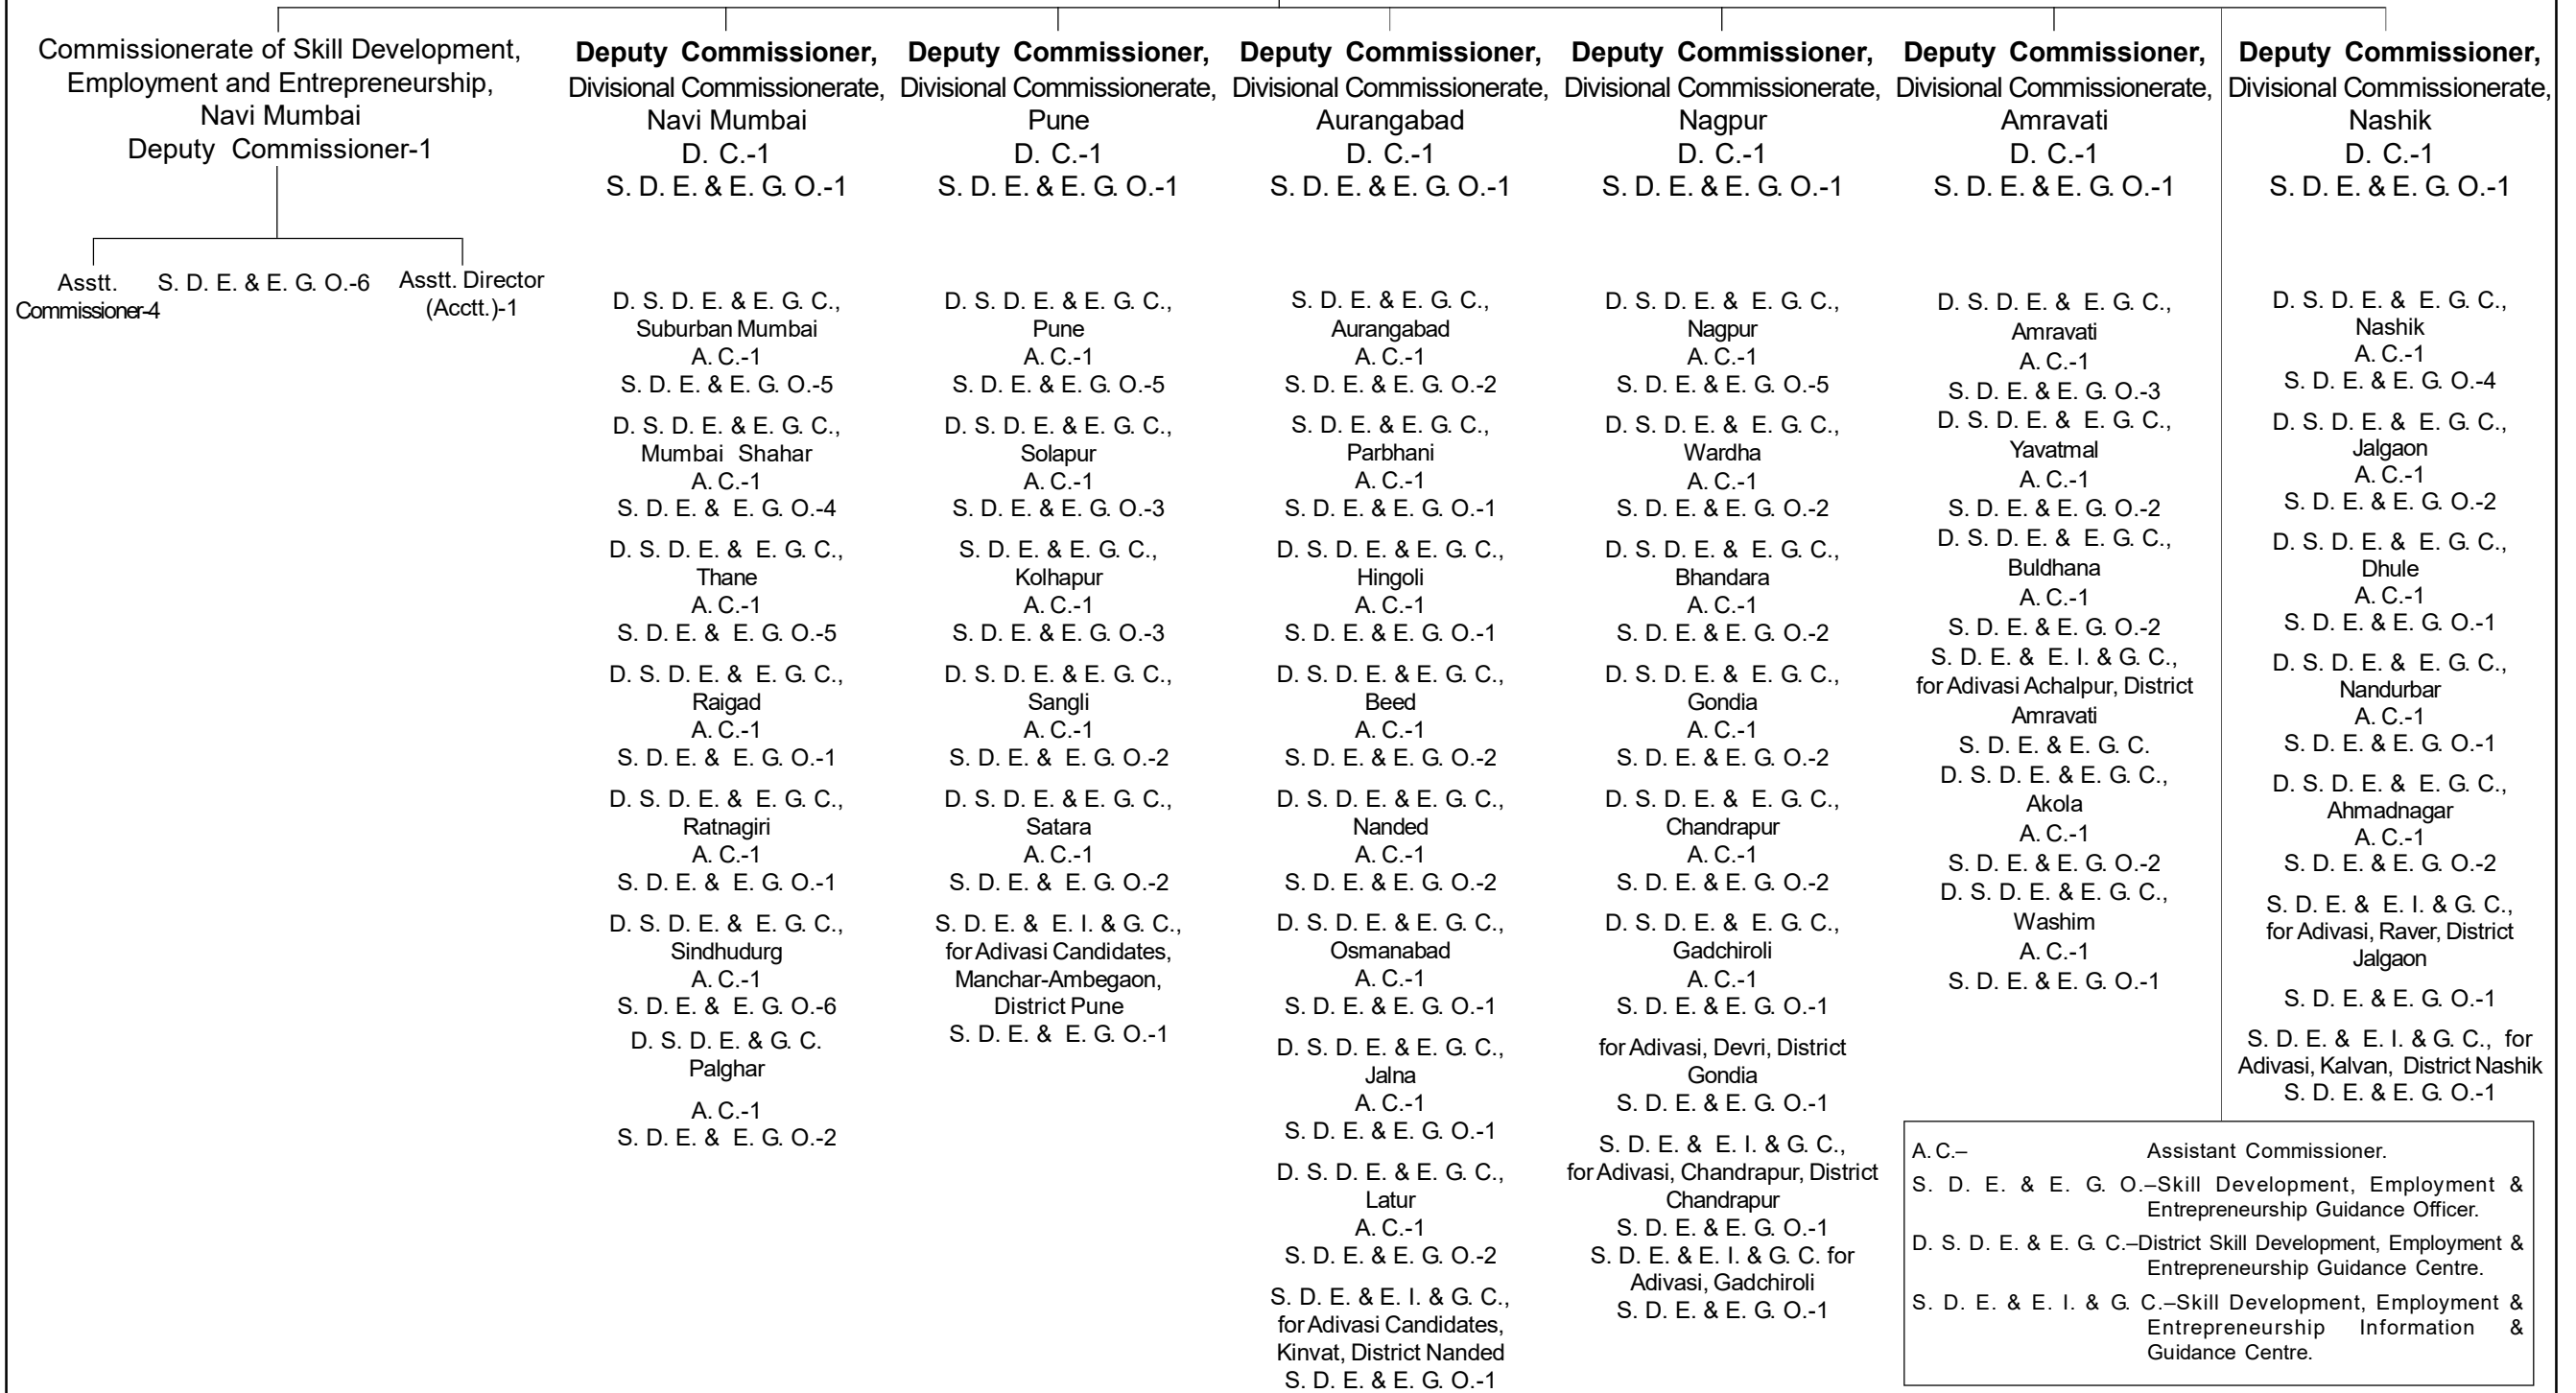 Commissionerate of Skill Development,
Employment and Entrepreneurship,
Navi Mumbai
Deputy Commissioner-1
Asstt.
Commissioner-4
S. D. E. & E. G. O.-6
Asstt. Director
(Acctt.)-1
Deputy Commissioner,
Divisional Commissionerate,
Navi Mumbai
D. C.-1
S. D. E. & E. G. O.-1
D. S. D. E. & E. G. C.,
Suburban Mumbai
A. C.-1
S. D. E. & E. G. O.-5
D. S. D. E. & E. G. C.,
Mumbai Shahar
A. C.-1
S. D. E. & E. G. O.-4
D. S. D. E. & E. G. C.,
Thane
A. C.-1
S. D. E. & E. G. O.-5
D. S. D. E. & E. G. C.,
Raigad
A. C.-1
S. D. E. & E. G. O.-1
D. S. D. E. & E. G. C.,
Ratnagiri
A. C.-1
S. D. E. & E. G. O.-1
D. S. D. E. & E. G. C.,
Sindhudurg
A. C.-1
S. D. E. & E. G. O.-6
D. S. D. E. & G. C.
Palghar
A. C.-1
S. D. E. & E. G. O.-2
Deputy Commissioner,
Divisional Commissionerate,
Pune
D. C.-1
S. D. E. & E. G. O.-1
D. S. D. E. & E. G. C.,
Pune
A. C.-1
S. D. E. & E. G. O.-5
D. S. D. E. & E. G. C.,
Solapur
A. C.-1
S. D. E. & E. G. O.-3
S. D. E. & E. G. C.,
Kolhapur
A. C.-1
S. D. E. & E. G. O.-3
D. S. D. E. & E. G. C.,
Sangli
A. C.-1
S. D. E. & E. G. O.-2
D. S. D. E. & E. G. C.,
Satara
A. C.-1
S. D. E. & E. G. O.-2
S. D. E. & E. I. & G. C.,
for Adivasi Candidates,
Manchar-Ambegaon,
District Pune
S. D. E. & E. G. O.-1
Deputy Commissioner,
Divisional Commissionerate,
Aurangabad
D. C.-1
S. D. E. & E. G. O.-1
S. D. E. & E. G. C.,
Aurangabad
A. C.-1
S. D. E. & E. G. O.-2
S. D. E. & E. G. C.,
Parbhani
A. C.-1
S. D. E. & E. G. O.-1
D. S. D. E. & E. G. C.,
Hingoli
A. C.-1
S. D. E. & E. G. O.-1
D. S. D. E. & E. G. C.,
Beed
A. C.-1
S. D. E. & E. G. O.-2
D. S. D. E. & E. G. C.,
Nanded
A. C.-1
S. D. E. & E. G. O.-2
D. S. D. E. & E. G. C.,
Osmanabad
A. C.-1
S. D. E. & E. G. O.-1
D. S. D. E. & E. G. C.,
Jalna
A. C.-1
S. D. E. & E. G. O.-1
D. S. D. E. & E. G. C.,
Latur
A. C.-1
S. D. E. & E. G. O.-2
S. D. E. & E. I. & G. C.,
for Adivasi Candidates,
Kinvat, District Nanded
S. D. E. & E. G. O.-1
Deputy Commissioner,
Divisional Commissionerate,
Nagpur
D. C.-1
S. D. E. & E. G. O.-1
D. S. D. E. & E. G. C.,
Nagpur
A. C.-1
S. D. E. & E. G. O.-5
D. S. D. E. & E. G. C.,
Wardha
A. C.-1
S. D. E. & E. G. O.-2
D. S. D. E. & E. G. C.,
Bhandara
A. C.-1
S. D. E. & E. G. O.-2
D. S. D. E. & E. G. C.,
Gondia
A. C.-1
S. D. E. & E. G. O.-2
D. S. D. E. & E. G. C.,
Chandrapur
A. C.-1
S. D. E. & E. G. O.-2
D. S. D. E. & E. G. C.,
Gadchiroli
A. C.-1
S. D. E. & E. G. O.-1
for Adivasi, Devri, District
Gondia
S. D. E. & E. G. O.-1
S. D. E. & E. I. & G. C.,
for Adivasi, Chandrapur, District
Chandrapur
S. D. E. & E. G. O.-1
S. D. E. & E. I. & G. C. for
Adivasi, Gadchiroli
S. D. E. & E. G. O.-1
Deputy Commissioner,
Divisional Commissionerate,
Amravati
D. C.-1
S. D. E. & E. G. O.-1
D. S. D. E. & E. G. C.,
Amravati
A. C.-1
S. D. E. & E. G. O.-3
D. S. D. E. & E. G. C.,
Yavatmal
A. C.-1
S. D. E. & E. G. O.-2
D. S. D. E. & E. G. C.,
Buldhana
A. C.-1
S. D. E. & E. G. O.-2
S. D. E. & E. I. & G. C.,
for Adivasi Achalpur, District
Amravati
S. D. E. & E. G. C.
D. S. D. E. & E. G. C.,
Akola
A. C.-1
S. D. E. & E. G. O.-2
D. S. D. E. & E. G. C.,
Washim
A. C.-1
S. D. E. & E. G. O.-1
Deputy Commissioner,
Divisional Commissionerate,
Nashik
D. C.-1
S. D. E. & E. G. O.-1
D. S. D. E. & E. G. C.,
Nashik
A. C.-1
S. D. E. & E. G. O.-4
D. S. D. E. & E. G. C.,
Jalgaon
A. C.-1
S. D. E. & E. G. O.-2
D. S. D. E. & E. G. C.,
Dhule
A. C.-1
S. D. E. & E. G. O.-1
D. S. D. E. & E. G. C.,
Nandurbar
A. C.-1
S. D. E. & E. G. O.-1
D. S. D. E. & E. G. C.,
Ahmadnagar
A. C.-1
S. D. E. & E. G. O.-2
S. D. E. & E. I. & G. C.,
for Adivasi, Raver, District
Jalgaon
S. D. E. & E. G. O.-1
S. D. E. & E. I. & G. C., for
Adivasi, Kalvan, District Nashik
S. D. E. & E. G. O.-1
A. C.– Assistant Commissioner.
S. D. E. & E. G. O.–Skill Development, Employment &
Entrepreneurship Guidance Officer.
D. S. D. E. & E. G. C.–District Skill Development, Employment &
Entrepreneurship Guidance Centre.
S. D. E. & E. I. & G. C.–Skill Development, Employment &
Entrepreneurship Information &
Guidance Centre.